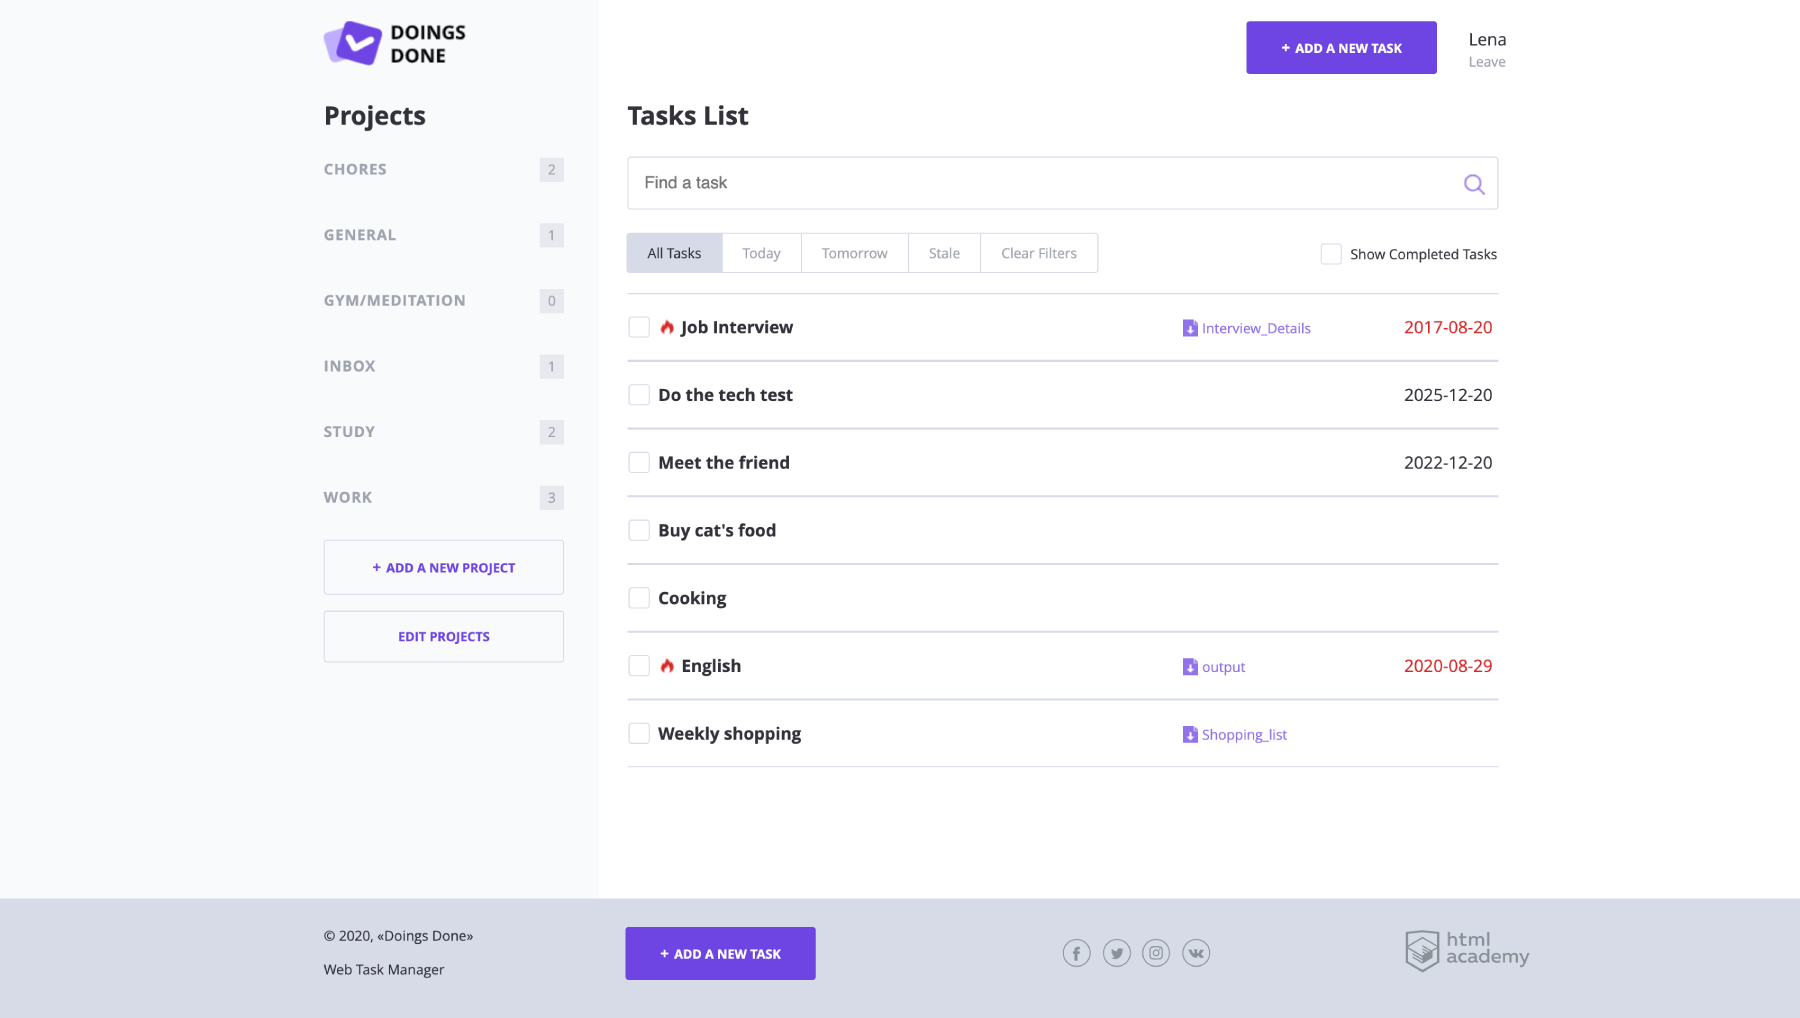 DOINGS
DONE
+ ADD A NEW TASK
Lena
Leave
Projects
CHORES 2
GENERAL 1
GYM/MEDITATION 0
INBOX 1
STUDY 2
WORK 3
+ ADD A NEW PROJECT
EDIT PROJECTS
Tasks List
Find a task
All Tasks Today Tomorrow Stale Clear Filters Show Completed Tasks
Job Interview Interview_Details 2017-08-20
Do the tech test 2025-12-20
Meet the friend 2022-12-20
Buy cat's food
Cooking
English output 2020-08-29
Weekly shopping Shopping_list
© 2020, «Doings Done»
Web Task Manager
+ ADD A NEW TASK
html
academy